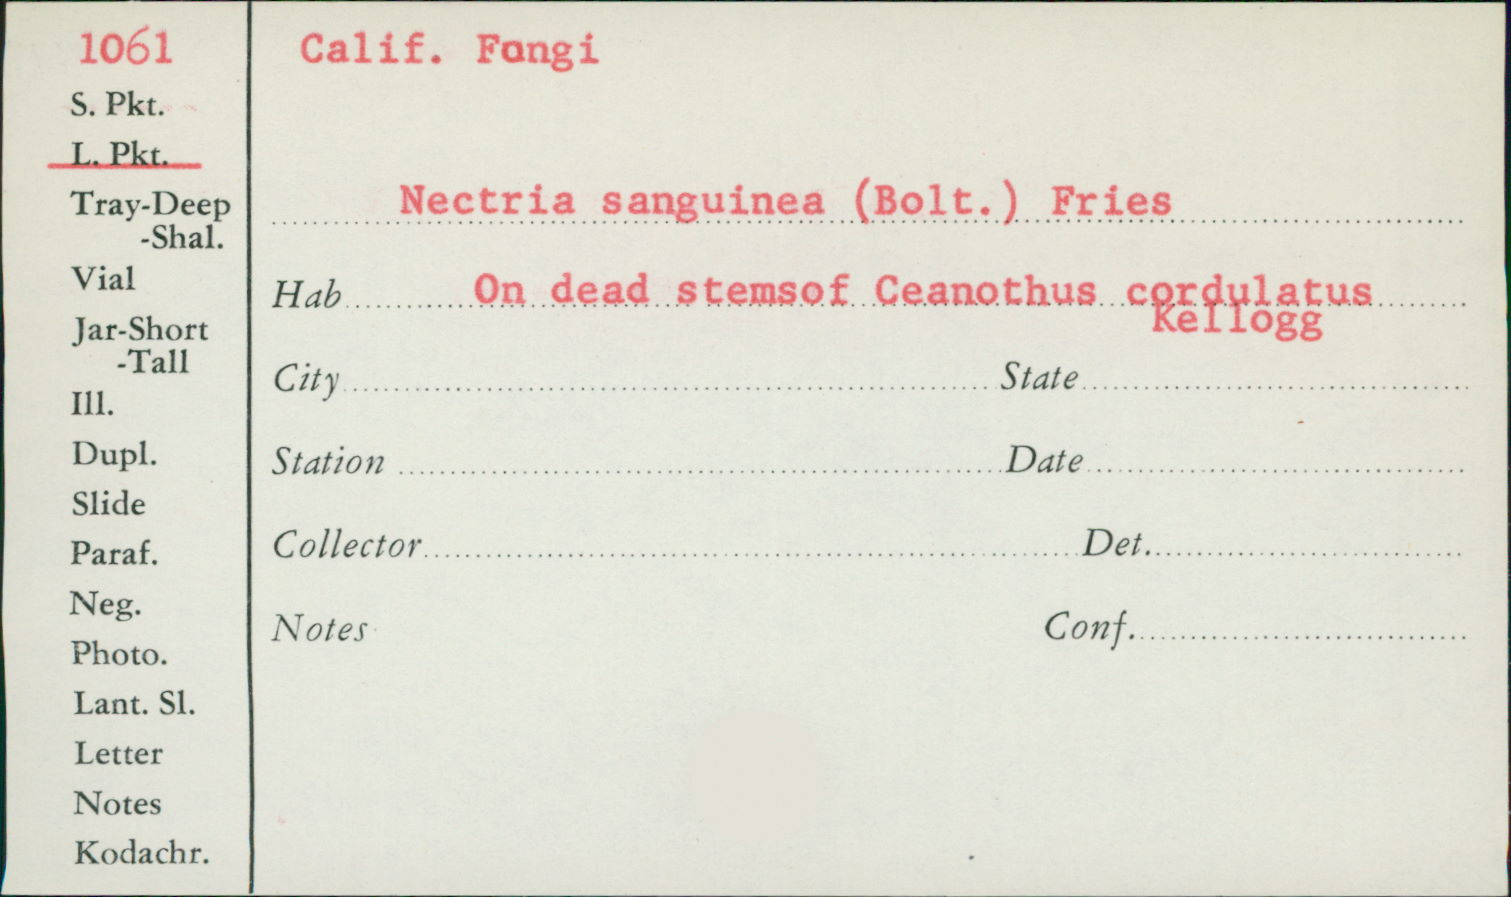 1061
S. Pkt.
L. Pkt.
Tray-Deep
-Shal.
Vial
Jar-Short
-Tall
Ill.
Dupl.
Slide
Paraf.
Neg.
Photo.
Lant. Sl.
Letter
Notes
Kodachr.
Calif. Fungi
Nectria sanguinea (Bolt.) Fries
Hab On dead stemsof Ceanothus cordulatus
Kellogg
City State
Station Date
Collector Det.
Notes Conf.